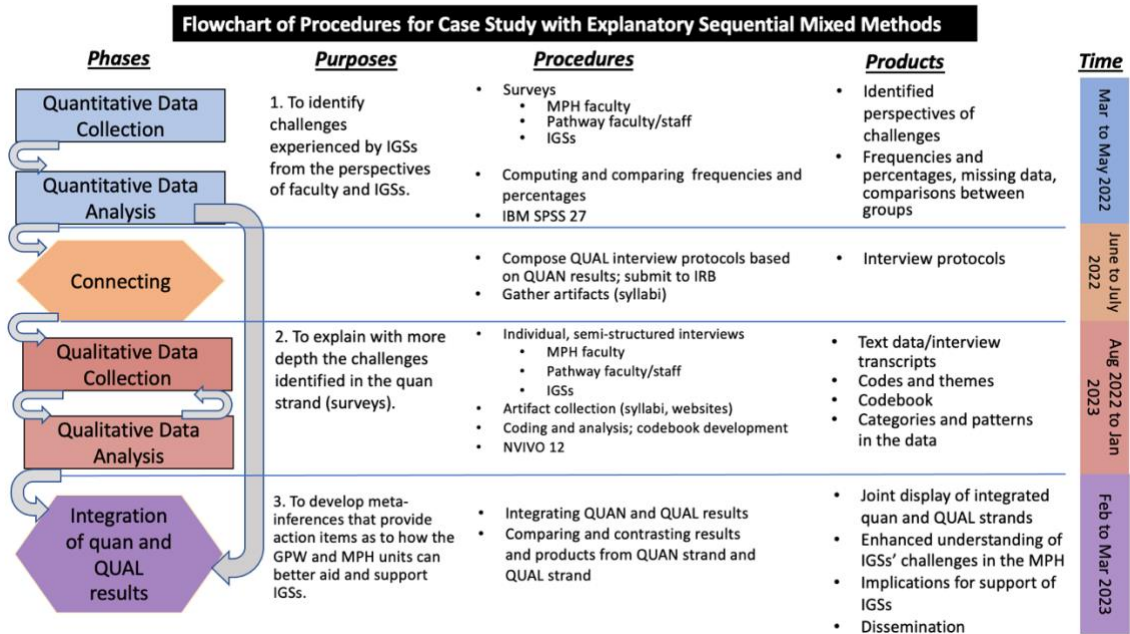 Flowchart of Procedures for Case Study with Explanatory Sequential Mixed Methods
Phases
Purposes
Procedures
Products
Time
Quantitative Data
Collection
Quantitative Data
Analysis
1. To identify
challenges
experienced by IGSs
from the perspectives
of faculty and IGSs.
• Surveys
• MPH faculty
• Pathway faculty/staff
• IGSs
• Computing and comparing frequencies and
percentages
• IBM SPSS 27
• Identified
perspectives of
challenges
• Frequencies and
percentages, missing data,
comparisons between
groups
Mar to May 2022
Connecting
• Compose QUAL interview protocols based
on QUAN results; submit to IRB
• Gather artifacts (syllabi)
• Interview protocols
June to July
2022
Qualitative Data
Collection
Qualitative Data
Analysis
2. To explain with more
depth the challenges
identified in the quan
strand (surveys).
• Individual, semi-structured interviews
• MPH faculty
• Pathway faculty/staff
• IGSs
• Artifact collection (syllabi, websites)
• Coding and analysis; codebook development
• NVIVO 12
• Text data/interview
transcripts
• Codes and themes
• Codebook
• Categories and patterns
in the data
Aug 2022 to Jan
2023
Integration
of quan and
QUAL
results
3. To develop meta-
inferences that provide
action items as to how the
GPW and MPH units can
better aid and support
IGSs.
• Integrating QUAN and QUAL results
• Comparing and contrasting results
and products from QUAN strand and
QUAL strand
• Joint display of integrated
quan and QUAL strands
• Enhanced understanding of
IGSs' challenges in the MPH
• Implications for support of
IGSs
• Dissemination
Feb to Mar 2023